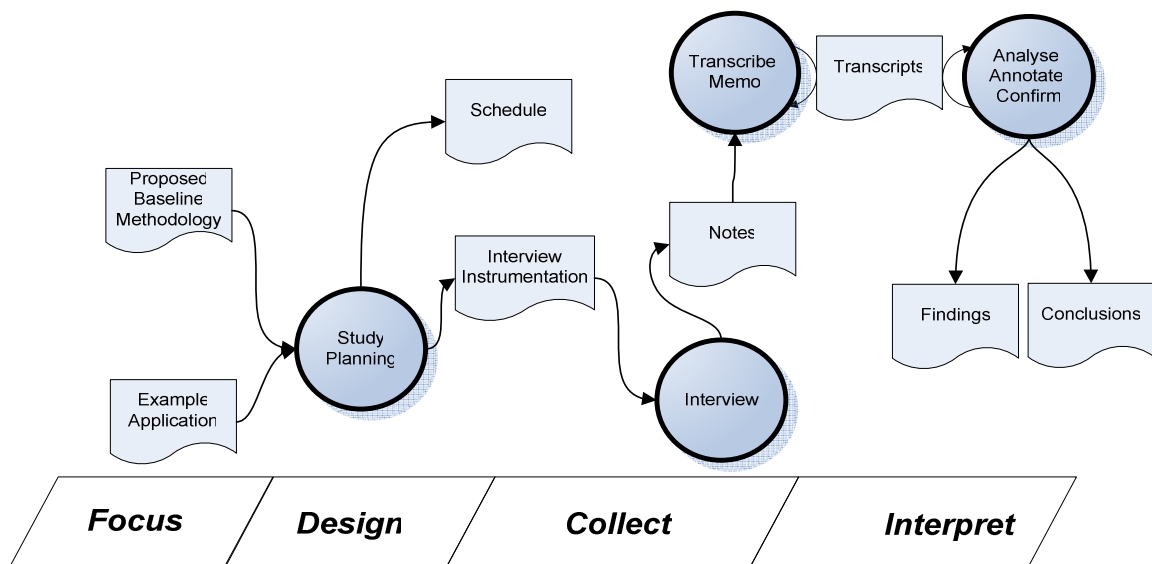 Transcribe
Memo
Transcripts
Analyse
Annotate
Confirm
Schedule
Proposed
Baseline
Methodology
Notes
Interview
Instrumentation
Findings
Conclusions
Study
Planning
Example
Application
Interview
Focus
Design
Collect
Interpret